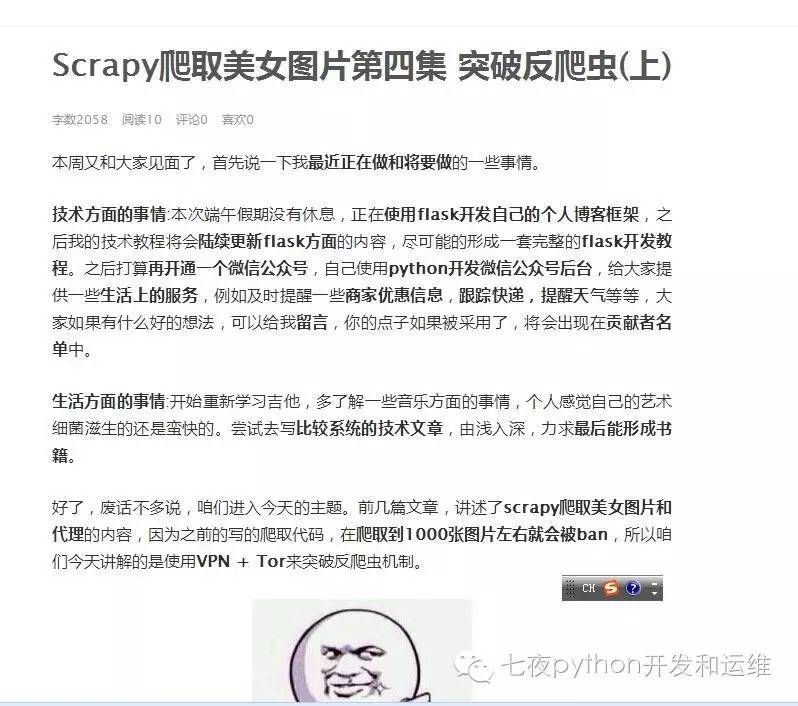 Scrapy爬取美女图片第四集 突破反爬虫(上)
字数2058 阅读10 评论0 喜欢0
本周又和大家见面了，首先说一下我最近正在做和将要做的一些事情。
技术方面的事情:本次端午假期没有休息，正在使用flask开发自己的个人博客框架，之
后我的技术教程将会陆续更新flask方面的内容，尽可能的形成一套完整的flask开发教
程。之后打算再开通一个微信公众号，自己使用python开发微信公众号后台，给大家提
供一些生活上的服务，例如及时提醒一些商家优惠信息，跟踪快递，提醒天气等等，大
家如果有什么好的想法，可以给我留言，你的点子如果被采用了，将会出现在贡献者名
单中。
生活方面的事情:开始重新学习吉他，多了解一些音乐方面的事情，个人感觉自己的艺术
细菌滋生的还是蛮快的。尝试去写比较系统的技术文章，由浅入深，力求最后能形成书
籍。
好了，废话不多说，咱们进入今天的主题。前几篇文章，讲述了scrapy爬取美女图片和
代理的内容，因为之前的写的爬取代码，在爬取到1000张图片左右就会被ban，所以咱
们今天讲解的是使用VPN + Tor来突破反爬虫机制。
CH S ?
七夜python开发和运维